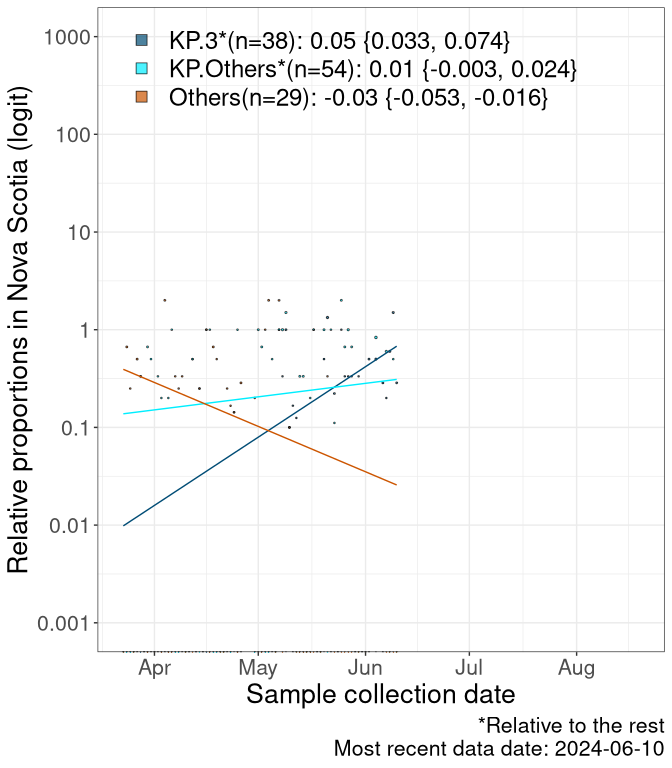 KP.3*(n=38): 0.05 {0.033, 0.074}
KP.Others*(n=54): 0.01 {-0.003, 0.024}
Others(n=29): -0.03 {-0.053, -0.016}
Relative proportions in Nova Scotia (logit)
1000
100
10
1
0.1
0.01
0.001
Apr May Jun Jul Aug
Sample collection date
*Relative to the rest
Most recent data date: 2024-06-10